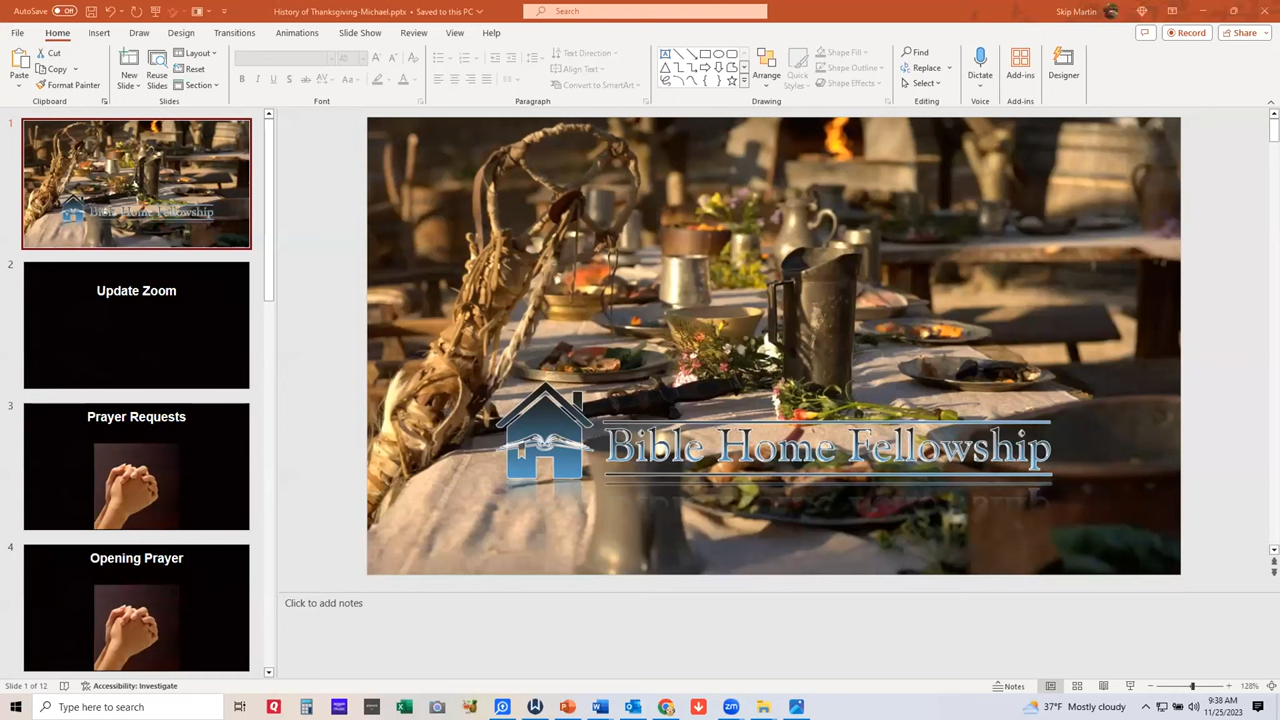 AutoSave Off History of Thanksgiving-Michael.pptx • Saved to this PC Search Skip Martin
File Home Insert Draw Design Transitions Animations Slide Show Review View Help Record Share
Paste Cut Copy Format Painter Clipboard
New Slide Reuse Slides Layout Reset Section Slides
40 B I U S Aa Font
Text Direction Align Text Convert to SmartArt Paragraph
Arrange Quick Styles Shape Fill Shape Outline Shape Effects Drawing
Find Replace Select Editing
Dictate Voice
Add-ins Add-ins
Designer
1
Bible Home Fellowship
2
Update Zoom
3
Prayer Requests
4
Opening Prayer
Bible Home Fellowship
Click to add notes
Slide 1 of 12 Accessibility: Investigate Notes 128%
Type here to search 37°F Mostly cloudy 9:38 AM
11/25/2023